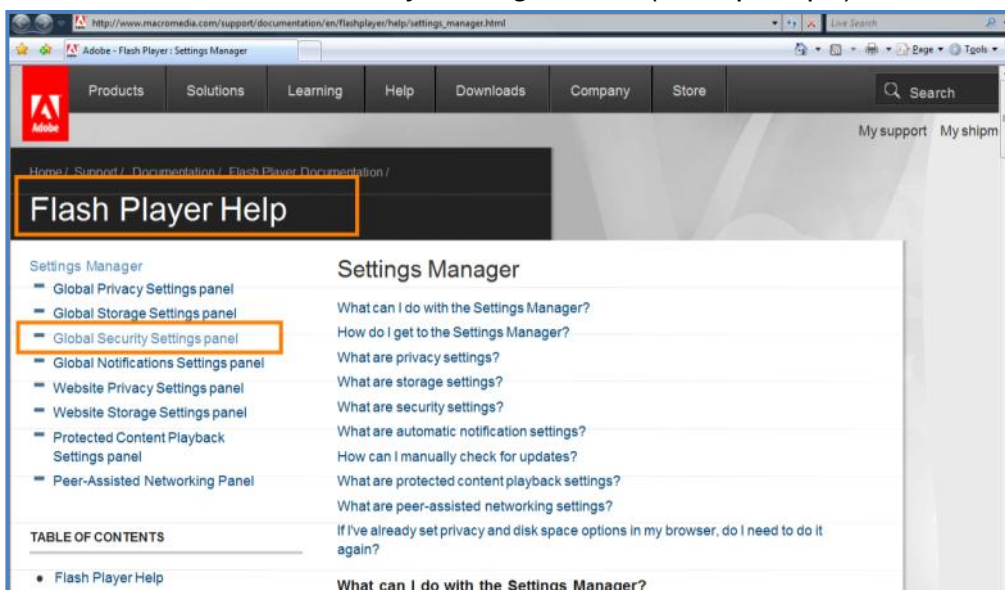 http://www.macromedia.com/support/documentation/en/flashplayer/help/settings_manager.html
Live Search
Adobe - Flash Player : Settings Manager
Page
Tools
Products Solutions Learning Help Downloads Company Store
Search
Adobe
My support My shipm
Home / Support / Documentation / Flash Player Documentation /
Flash Player Help
Settings Manager
Global Privacy Settings panel
Global Storage Settings panel
Global Security Settings panel
Global Notifications Settings panel
Website Privacy Settings panel
Website Storage Settings panel
Protected Content Playback
Settings panel
Peer-Assisted Networking Panel
TABLE OF CONTENTS
Flash Player Help
Settings Manager
What can I do with the Settings Manager?
How do I get to the Settings Manager?
What are privacy settings?
What are storage settings?
What are security settings?
What are automatic notification settings?
How can I manually check for updates?
What are protected content playback settings?
What are peer-assisted networking settings?
If I've already set privacy and disk space options in my browser, do I need to do it
again?
What can I do with the Settings Manager?